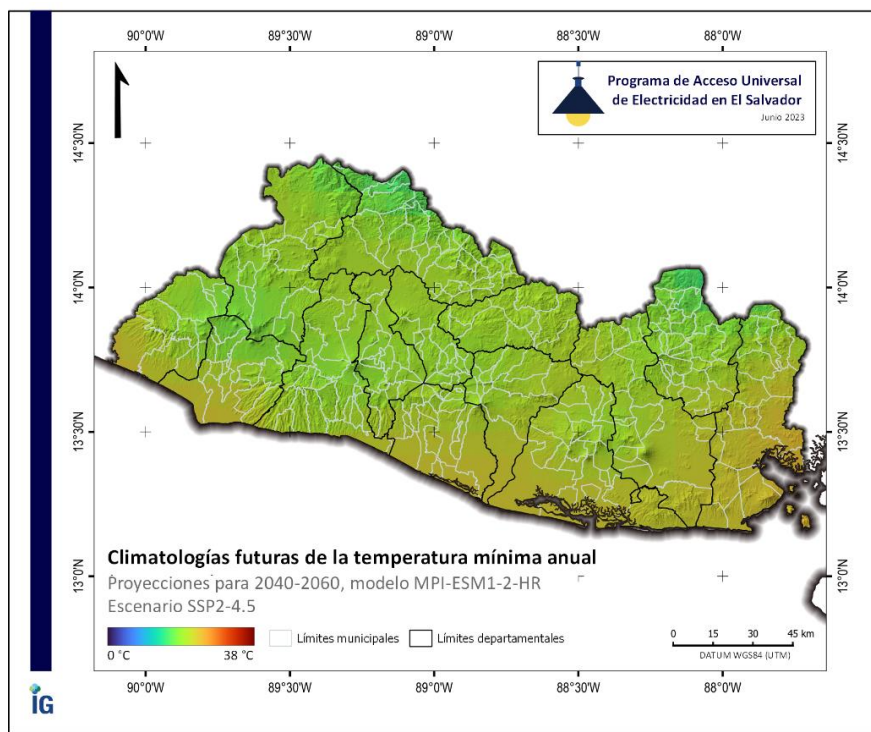 90°0'W 89°30'W 89°0'W 88°30'W 88°0'W
Programa de Acceso Universal
de Electricidad en El Salvador
Junio 2023
14°30'N
14°30'N
14°0'N
14°0'N
13°30'N
13°30'N
13°0'N
13°0'N
Climatologías futuras de la temperatura mínima anual
Proyecciones para 2040-2060, modelo MPI-ESM1-2-HR
Escenario SSP2-4.5
0 °C 38 °C
Límites municipales
Límites departamentales
0 15 30 45 km
DATUM WGS84 (UTM)
90°0'W 89°30'W 89°0'W 88°30'W 88°0'W
IG